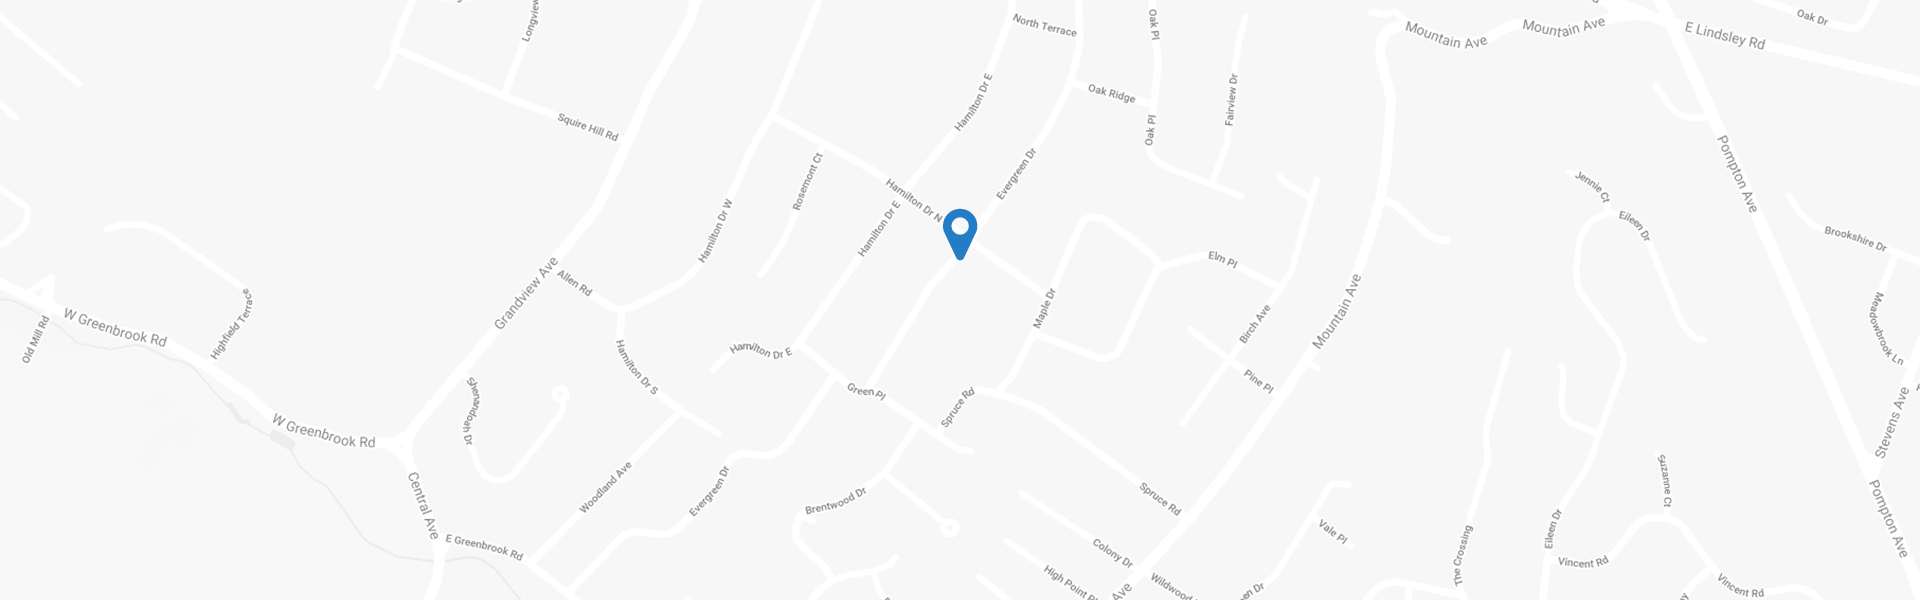 Longview
North Terrace
Oak Pl
Mountain Ave
Mountain Ave
E Lindsley Rd
Oak Dr
Hamilton Dr E
Oak Ridge
Fairview Dr
Squire Hill Rd
Oak Pl
Pompton Ave
Rosemont Ct
Evergreen Dr
Hamilton Dr N
Jennie Ct
Hamilton Dr W
Hamilton Dr E
Eileen Dr
Brookshire Dr
Elm Pl
Allen Rd
Grandview Ave
Highfield Terrace
Maple Dr
Mountain Ave
Birch Ave
Meadowbrook Ln
W Greenbrook Rd
Old Mill Rd
Hamilton Dr E
Hamilton Dr S
Pine Pl
Green Pl
Spruce Rd
Shenandoah Dr
Stevens Ave
W Greenbrook Rd
Woodland Ave
Evergreen Dr
Suzanne Ct
Brentwood Dr
Spruce Rd
Central Ave
Pompton Ave
Vale Pl
Eileen Dr
E Greenbrook Rd
Colony Dr
The Crossing
Vincent Rd
High Point Pl
Wildwood
Vincent Rd
Ave
en Dr